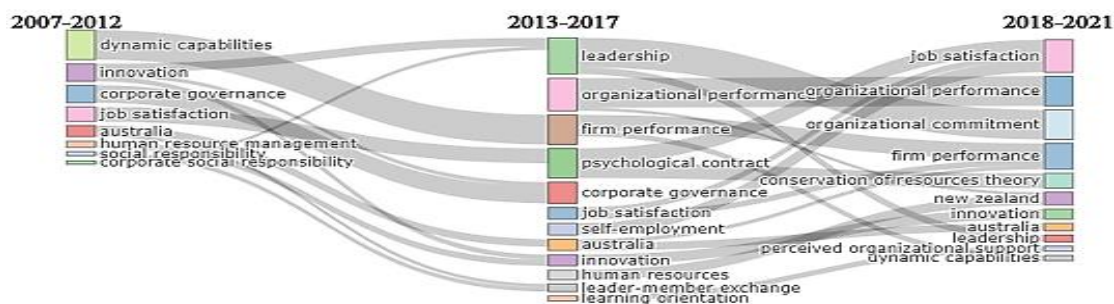 2007-2012
dynamic capabilities
innovation
corporate governance
job satisfaction
australia
human resource management
social responsibility
corporate social responsibility
2013-2017
leadership
organizational performance
firm performance
psychological contract
corporate governance
job satisfaction
self-employment
australia
innovation
human resources
leader-member exchange
learning orientation
2018-2021
job satisfaction
organizational performance
organizational commitment
firm performance
conservation of resources theory
new zealand
innovation
australia
leadership
perceived organizational support
dynamic capabilities